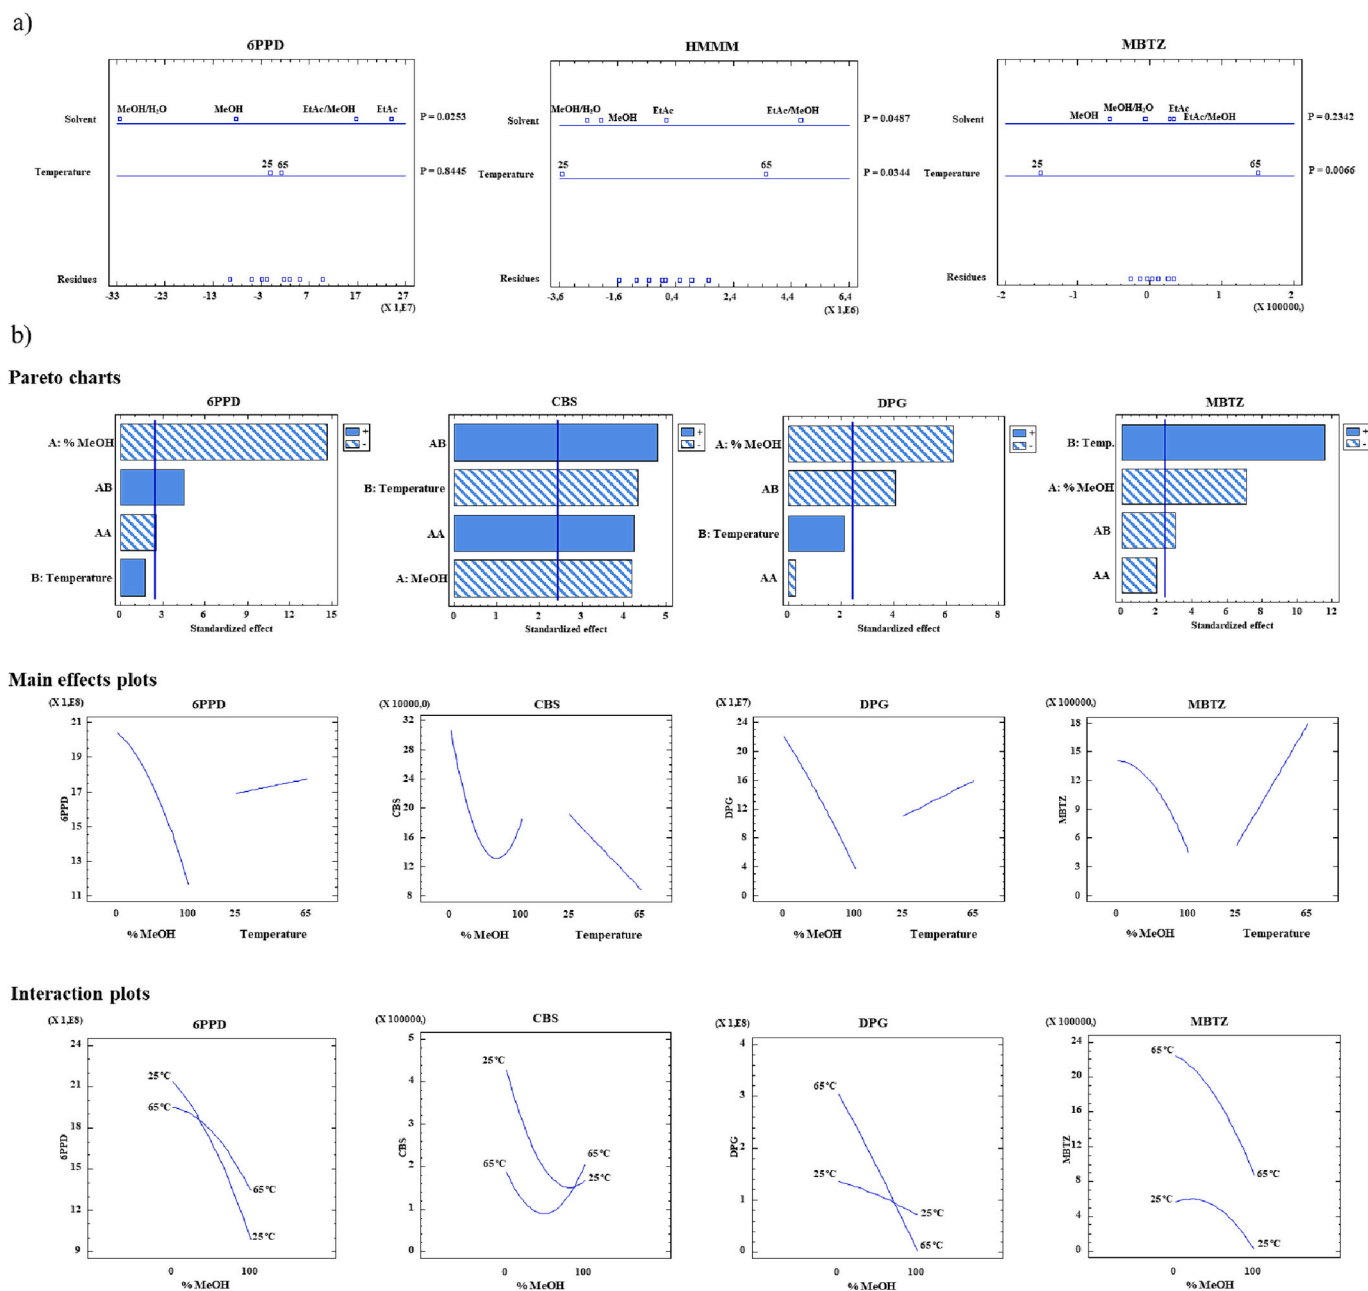 a)
6PPD
HMMM
MBTZ
MeOH/H₂O MeOH EtAc/MeOH EtAc
Solvent P = 0.0253
25 65
Temperature P = 0.8445
Residues
-33 -23 -13 -3 7 17 27
(X 1,E7)
MeOH/H₂O MeOH EtAc EtAc/MeOH
Solvent P = 0.0487
25 65
Temperature P = 0.0344
Residues
-3,6 -1,6 0,4 2,4 4,4 6,4
(X 1,E6)
MeOH MeOH/H₂O EtAc EtAc/MeOH
Solvent P = 0.2342
25 65
Temperature P = 0.0066
Residues
-2 -1 0 1 2
(X 100000,)
b)
Pareto charts
6PPD
A: % MeOH
AB
AA
B: Temperature
+
-
0 3 6 9 12 15
Standardized effect
CBS
AB
B: Temperature
AA
A: MeOH
+
-
0 1 2 3 4 5
Standardized effect
DPG
A: % MeOH
AB
B: Temperature
AA
+
-
0 2 4 6 8
Standardized effect
MBTZ
B: Temp.
A: % MeOH
AB
AA
+
-
0 2 4 6 8 10 12
Standardized effect
Main effects plots
(X 1,E8)
6PPD
21
19
17
15
13
11
6PPD
0 100 25 65
% MeOH Temperature
(X 10000,0)
CBS
32
28
24
20
16
12
8
CBS
0 100 25 65
% MeOH Temperature
(X 1,E7)
DPG
24
20
16
12
8
4
0
DPG
0 100 25 65
% MeOH Temperature
(X 100000,)
MBTZ
18
15
12
9
6
3
0
MBTZ
0 100 25 65
% MeOH Temperature
Interaction plots
(X 1,E8)
6PPD
24
21
18
15
12
9
6PPD
25°C
65°C
65°C
25°C
0 100
% MeOH
(X 100000,)
CBS
5
4
3
2
1
0
CBS
25°C
65°C
65°C
25°C
0 100
% MeOH
(X 1,E8)
DPG
4
3
2
1
0
DPG
65°C
25°C
25°C
65°C
0 100
% MeOH
(X 100000,)
MBTZ
24
20
16
12
8
4
0
MBTZ
65°C
65°C
25°C
25°C
0 100
% MeOH